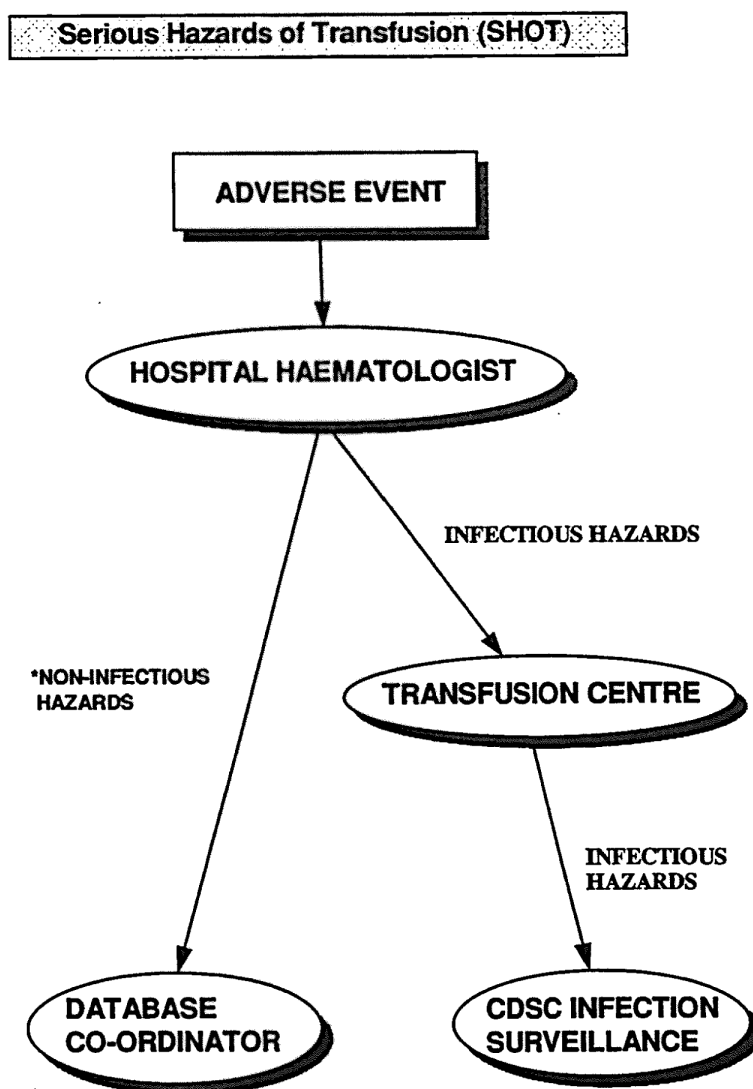 Serious Hazards of Transfusion (SHOT)
ADVERSE EVENT
HOSPITAL HAEMATOLOGIST
INFECTIOUS HAZARDS
*NON-INFECTIOUS
HAZARDS
TRANSFUSION CENTRE
INFECTIOUS
HAZARDS
DATABASE
CO-ORDINATOR
CDSC INFECTION
SURVEILLANCE